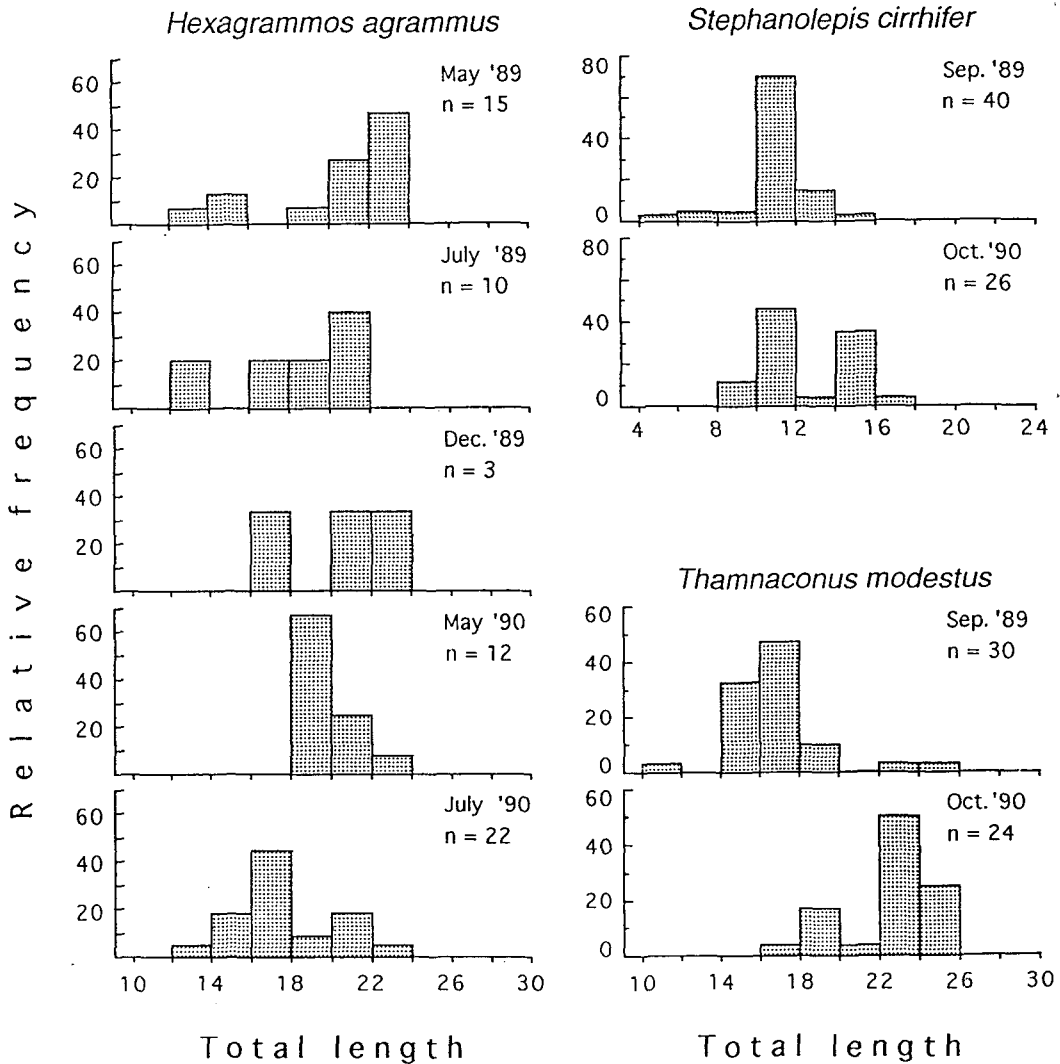 Hexagrammos agrammus
Stephanolepis cirrhifer
Relative frequency
May '89
n = 15
60
40
20
July '89
n = 10
60
40
20
Dec. '89
n = 3
60
40
20
May '90
n = 12
60
40
20
July '90
n = 22
60
40
20
10 14 18 22 26 30
Total length
Sep. '89
n = 40
80
40
0
Oct. '90
n = 26
80
40
0
4 8 12 16 20 24
Thamnaconus modestus
Sep. '89
n = 30
60
40
20
0
Oct. '90
n = 24
60
40
20
0
10 14 18 22 26 30
Total length